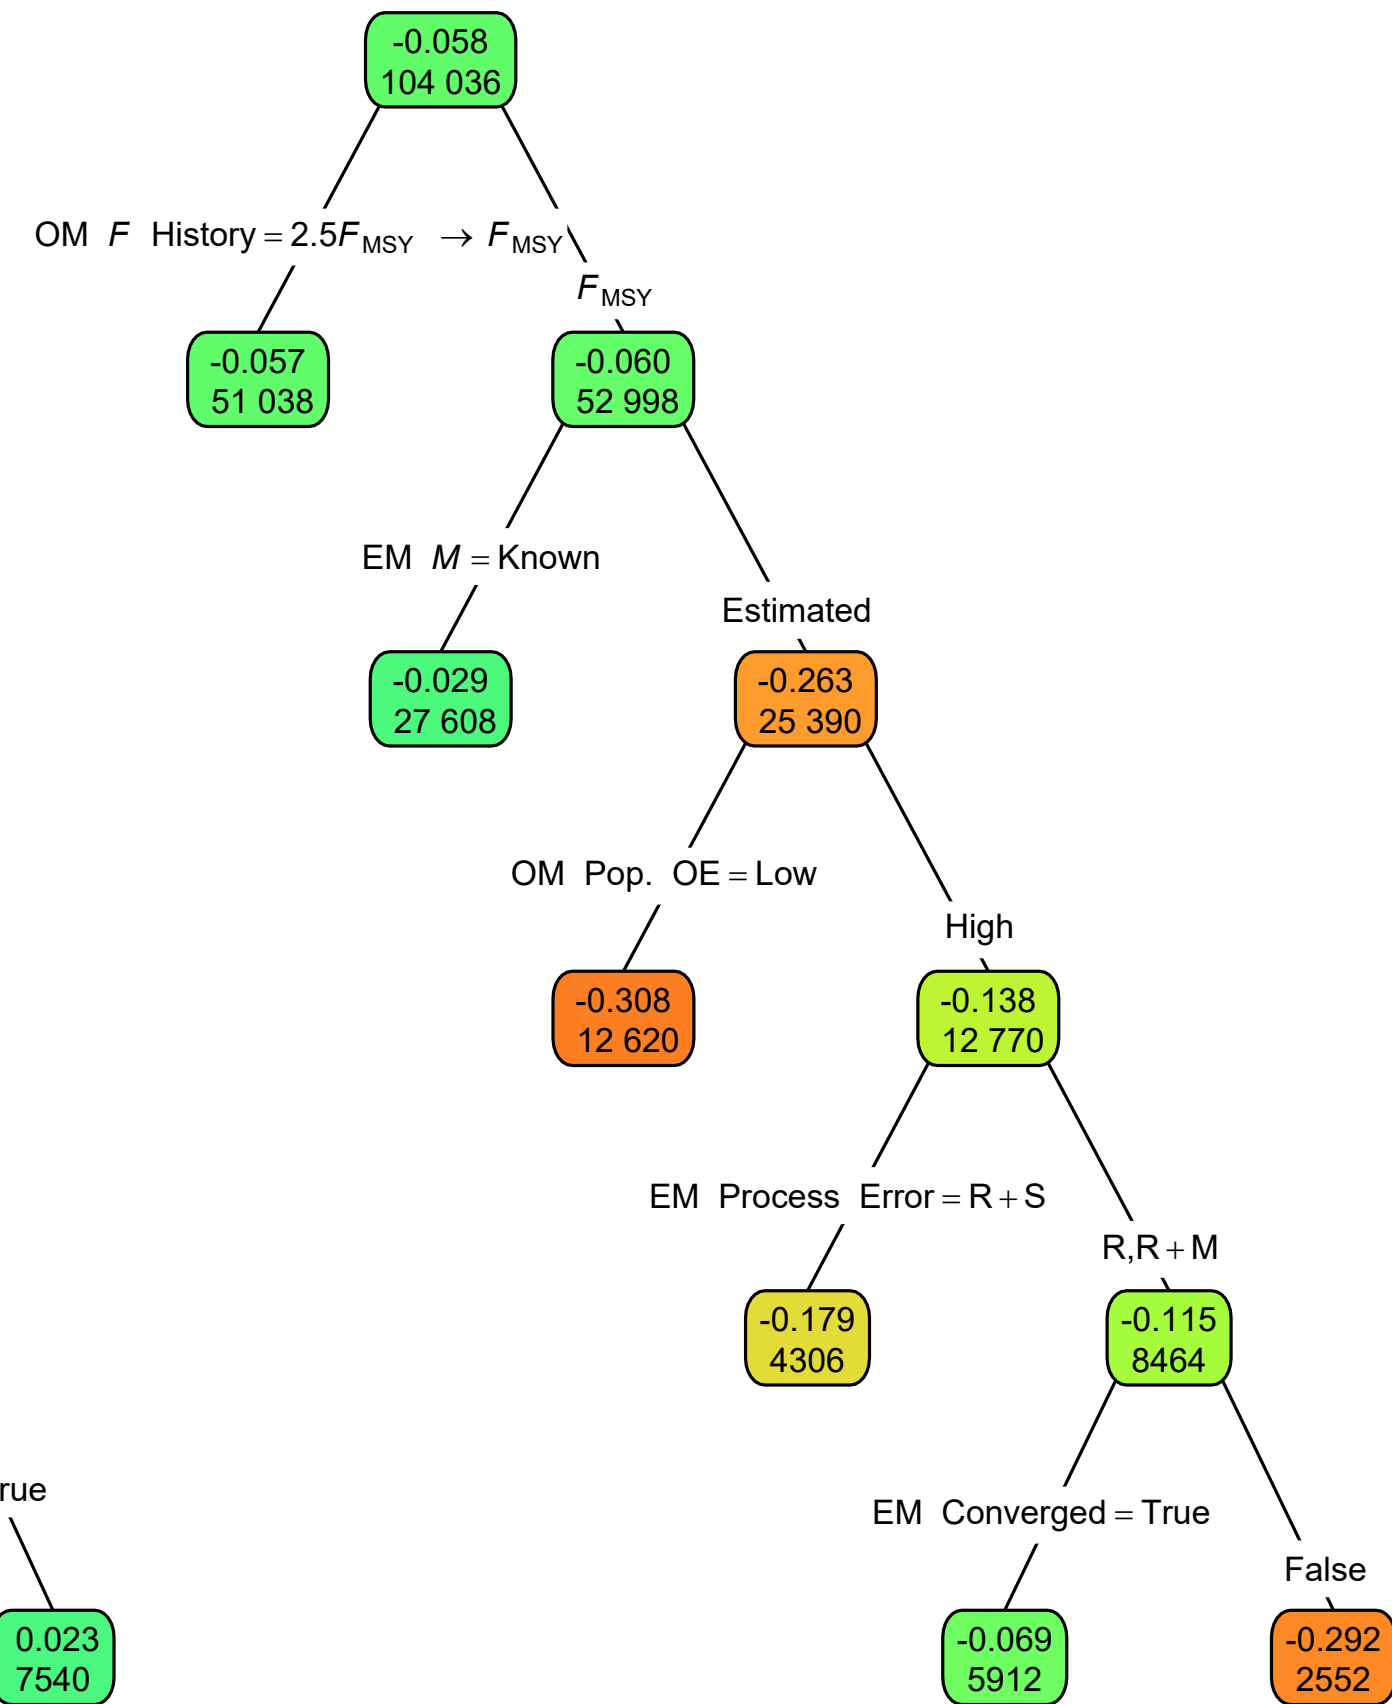 -0.058
104 036
OM F History = 2.5FMSY → FMSY
FMSY
-0.057
51 038
-0.060
52 998
EM M = Known
Estimated
-0.029
27 608
-0.263
25 390
OM Pop. OE = Low
High
-0.308
12 620
-0.138
12 770
EM Process Error = R + S
R,R + M
-0.179
4306
-0.115
8464
rue
EM Converged = True
False
0.023
7540
-0.069
5912
-0.292
2552